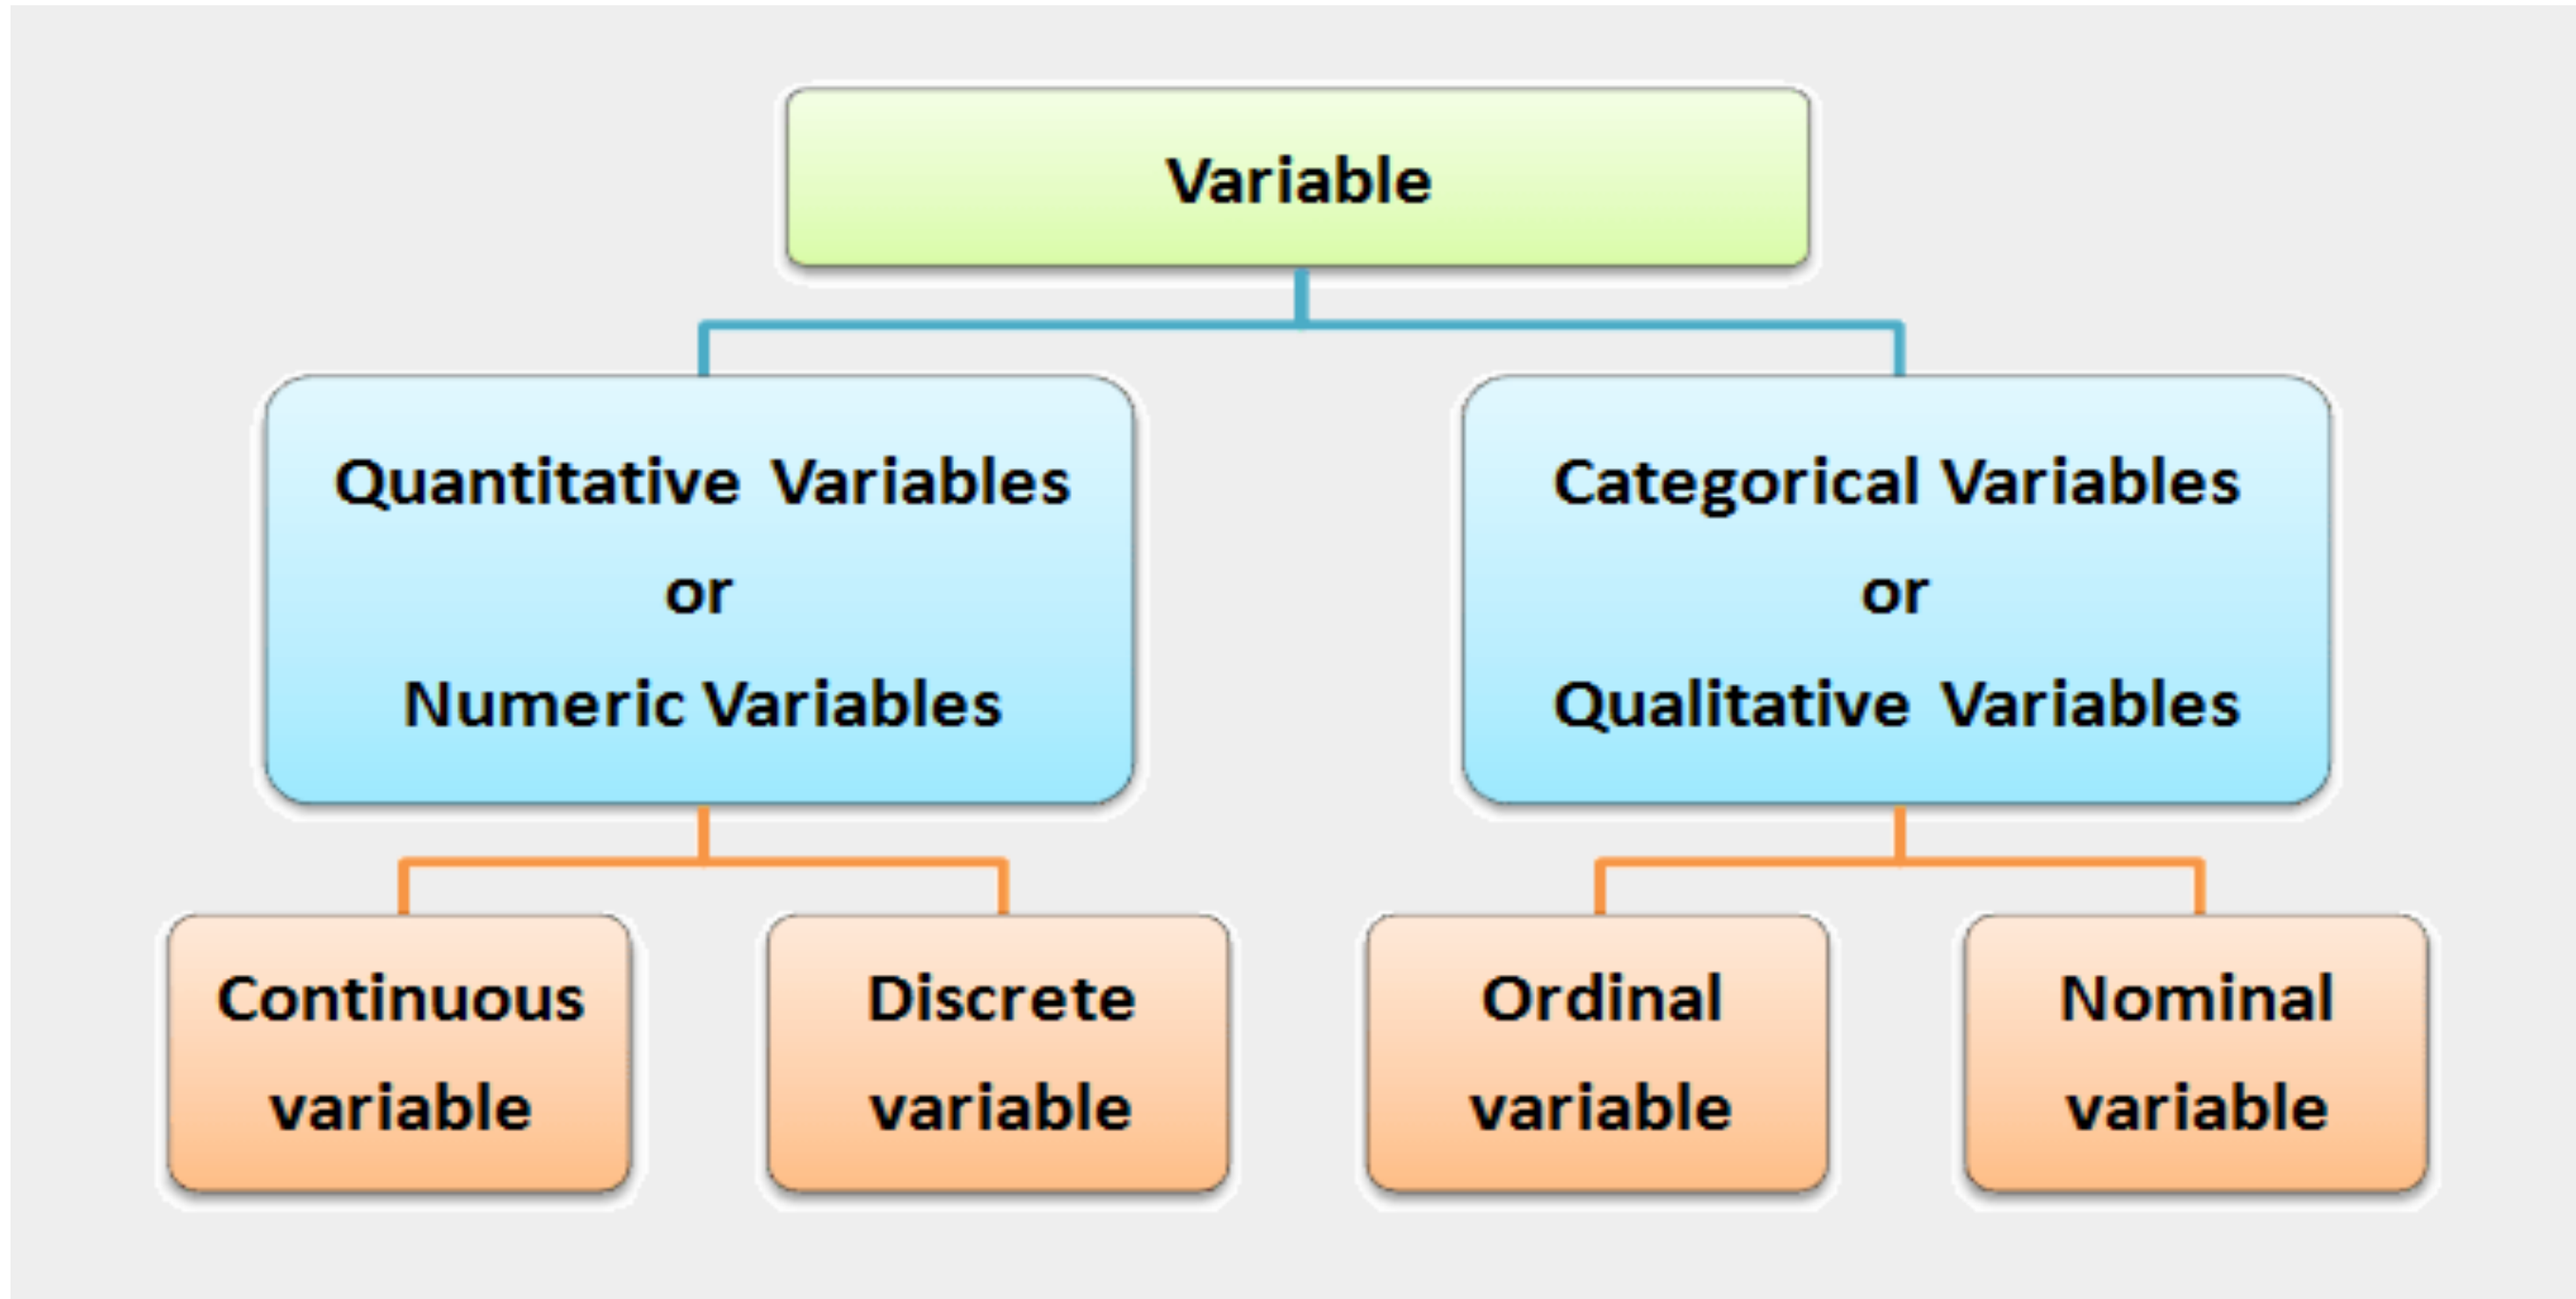 Variable
Quantitative Variables
or
Numeric Variables
Categorical Variables
or
Qualitative Variables
Continuous
variable
Discrete
variable
Ordinal
variable
Nominal
variable